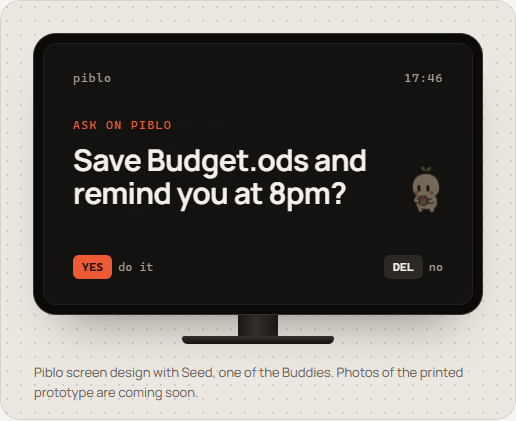 piblo 17:46
ASK ON PIBLO
Save Budget.ods and
remind you at 8pm?
YES do it DEL no
Piblo screen design with Seed, one of the Buddies. Photos of the printed
prototype are coming soon.